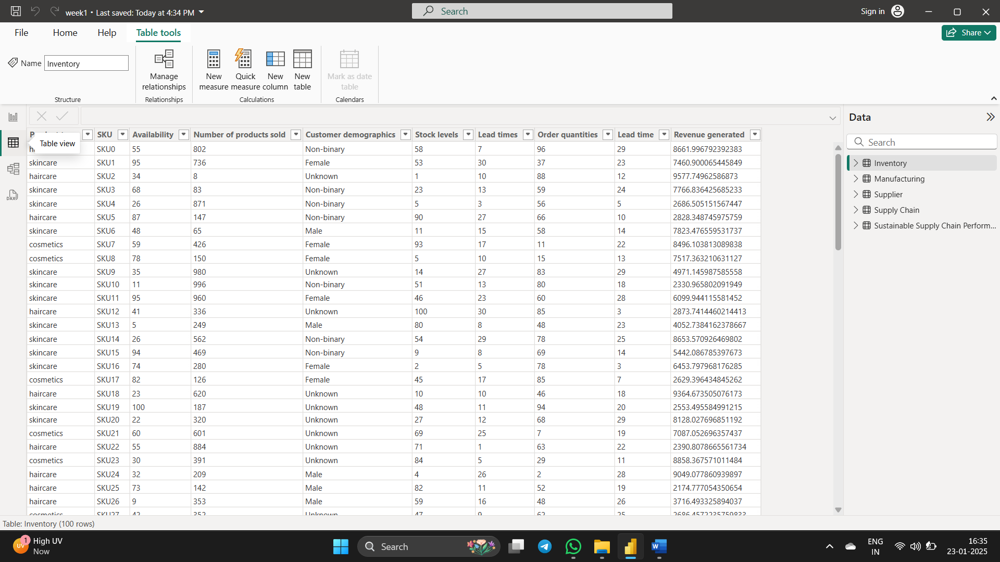 week1 • Last saved: Today at 4:34 PM
Search
Sign in
File Home Help Table tools
Share
Name Inventory
Manage relationships
New measure
Quick measure
New column
New table
Mark as date table
Structure Relationships Calculations Calendars
Data
Search
Inventory
Manufacturing
Supplier
Supply Chain
Sustainable Supply Chain Perform...
Table view
SKU Availability Number of products sold Customer demographics Stock levels Lead times Order quantities Lead time Revenue generated
SKU0 55 802 Non-binary 58 7 96 29 8661.996792392383
skincare SKU1 95 736 Female 53 30 37 23 7460.900065445849
haircare SKU2 34 8 Unknown 1 10 88 12 9577.74962586873
skincare SKU3 68 83 Non-binary 23 13 59 24 7766.836425685233
skincare SKU4 26 871 Non-binary 5 3 56 5 2686.505151567447
haircare SKU5 87 147 Non-binary 90 27 66 10 2828.348745975759
skincare SKU6 48 65 Male 11 15 58 14 7823.476559531737
cosmetics SKU7 59 426 Female 93 17 11 22 8496.103813089838
cosmetics SKU8 78 150 Female 5 10 15 13 7517.363210631127
skincare SKU9 35 980 Unknown 14 27 83 29 4971.145987585558
skincare SKU10 11 996 Non-binary 51 13 80 18 2330.965802091949
skincare SKU11 95 960 Female 46 23 60 28 6099.944115581452
haircare SKU12 41 336 Unknown 100 30 85 3 2873.7414460214413
skincare SKU13 5 249 Male 80 8 48 23 4052.7384162378667
skincare SKU14 26 562 Non-binary 54 29 78 25 8653.570926469802
skincare SKU15 94 469 Non-binary 9 8 69 14 5442.086785397673
skincare SKU16 74 280 Female 2 5 78 3 6453.797968176285
cosmetics SKU17 82 126 Female 45 17 85 7 2629.396434845262
haircare SKU18 23 620 Unknown 10 10 46 18 9364.673505076173
skincare SKU19 100 187 Unknown 48 11 94 20 2553.495584991215
skincare SKU20 22 320 Unknown 27 12 68 29 8128.027696851192
cosmetics SKU21 60 601 Unknown 69 25 7 19 7087.052696357437
haircare SKU22 55 884 Unknown 71 1 63 22 2390.8078665561734
cosmetics SKU23 30 391 Unknown 84 5 29 11 8858.367571011484
haircare SKU24 32 209 Male 4 26 2 28 9049.077860939897
haircare SKU25 73 142 Male 82 11 52 19 2174.777054350654
haircare SKU26 9 353 Male 59 16 48 26 3716.493325894037
cosmetics SKU27 42 352 Unknown 47 9 62 25 2686.4572235759833
Table: Inventory (100 rows)
High UV
Now
Search
ENG
IN
16:35
23-01-2025